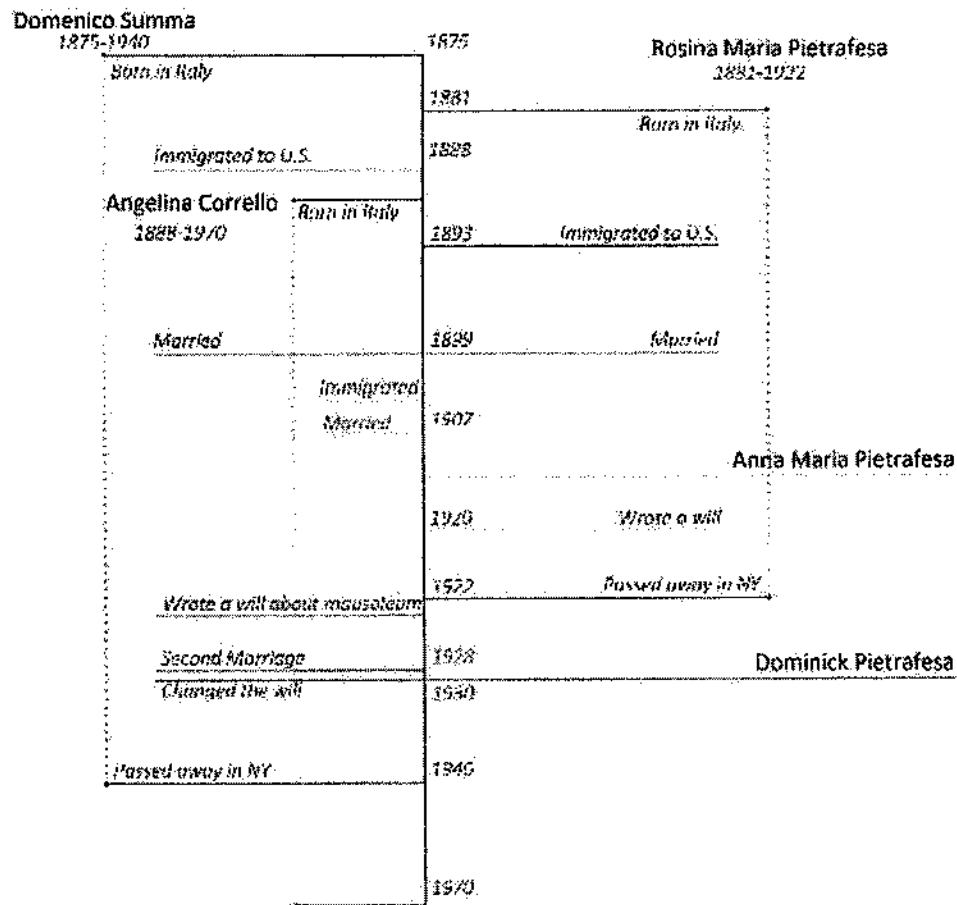 Domenico Summa
1875-1940
1875
Rosina Maria Pietrafesa
1881-1922
Born in Italy
1881
Born in Italy
Immigrated to U.S.
1888
Angelina Corrello
Born in Italy
1888-1970
1893
Immigrated to U.S.
Married
1899
Married
Immigrated
Married
1907
Anna Maria Pietrafesa
1920
Wrote a will
1922
Passed away in NY
Wrote a will about mausoleum
Second Marriage
1928
Dominick Pietrafesa
Changed the will
1930
Passed away in NY
1940
1970